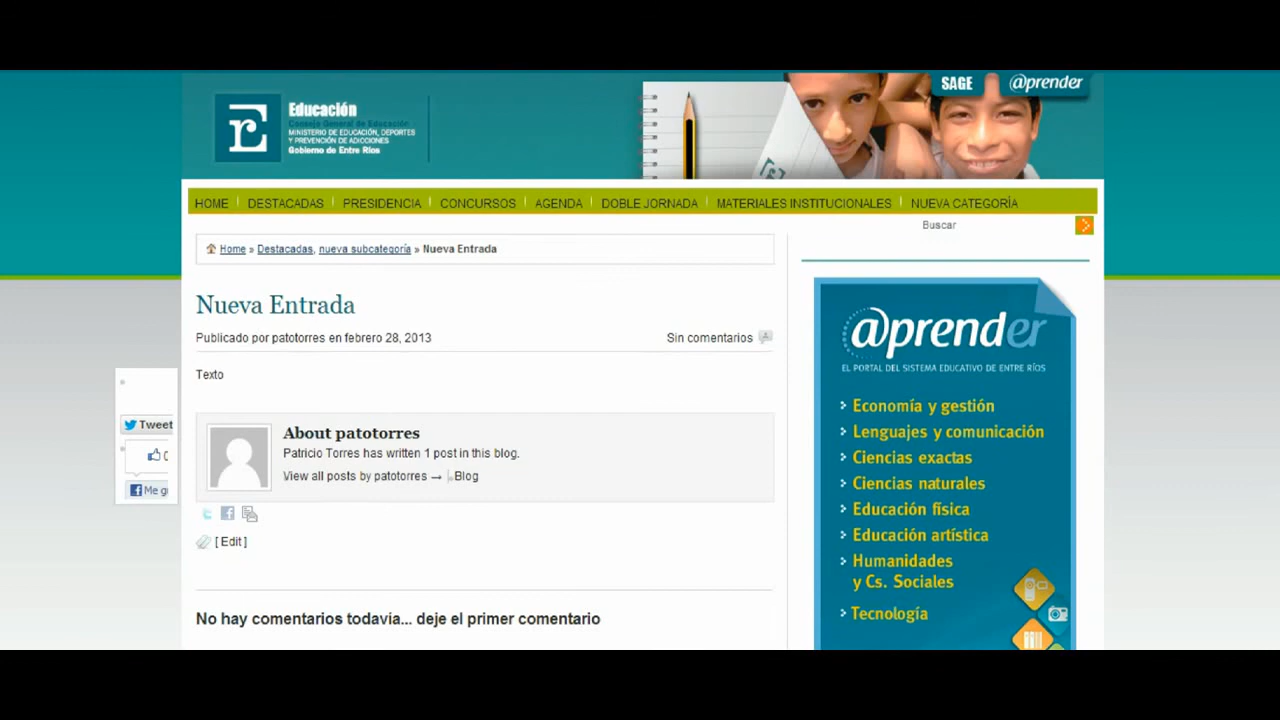 SAGE
@prender
Educación
Consejo General de Educación
MINISTERIO DE EDUCACIÓN, DEPORTES
Y PREVENCIÓN DE ADICCIONES
Gobierno de Entre Ríos
HOME DESTACADAS PRESIDENCIA CONCURSOS AGENDA DOBLE JORNADA MATERIALES INSTITUCIONALES NUEVA CATEGORÍA
Buscar
Home » Destacadas, nueva subcategoría » Nueva Entrada
Nueva Entrada
Publicado por patotorres en febrero 28, 2013
Sin comentarios
Texto
Tweet
Me g
About patotorres
Patricio Torres has written 1 post in this blog.
View all posts by patotorres → Blog
[ Edit ]
No hay comentarios todavia... deje el primer comentario
@prender
EL PORTAL DEL SISTEMA EDUCATIVO DE ENTRE RÍOS
Economía y gestión
Lenguajes y comunicación
Ciencias exactas
Ciencias naturales
Educación física
Educación artística
Humanidades
y Cs. Sociales
Tecnología